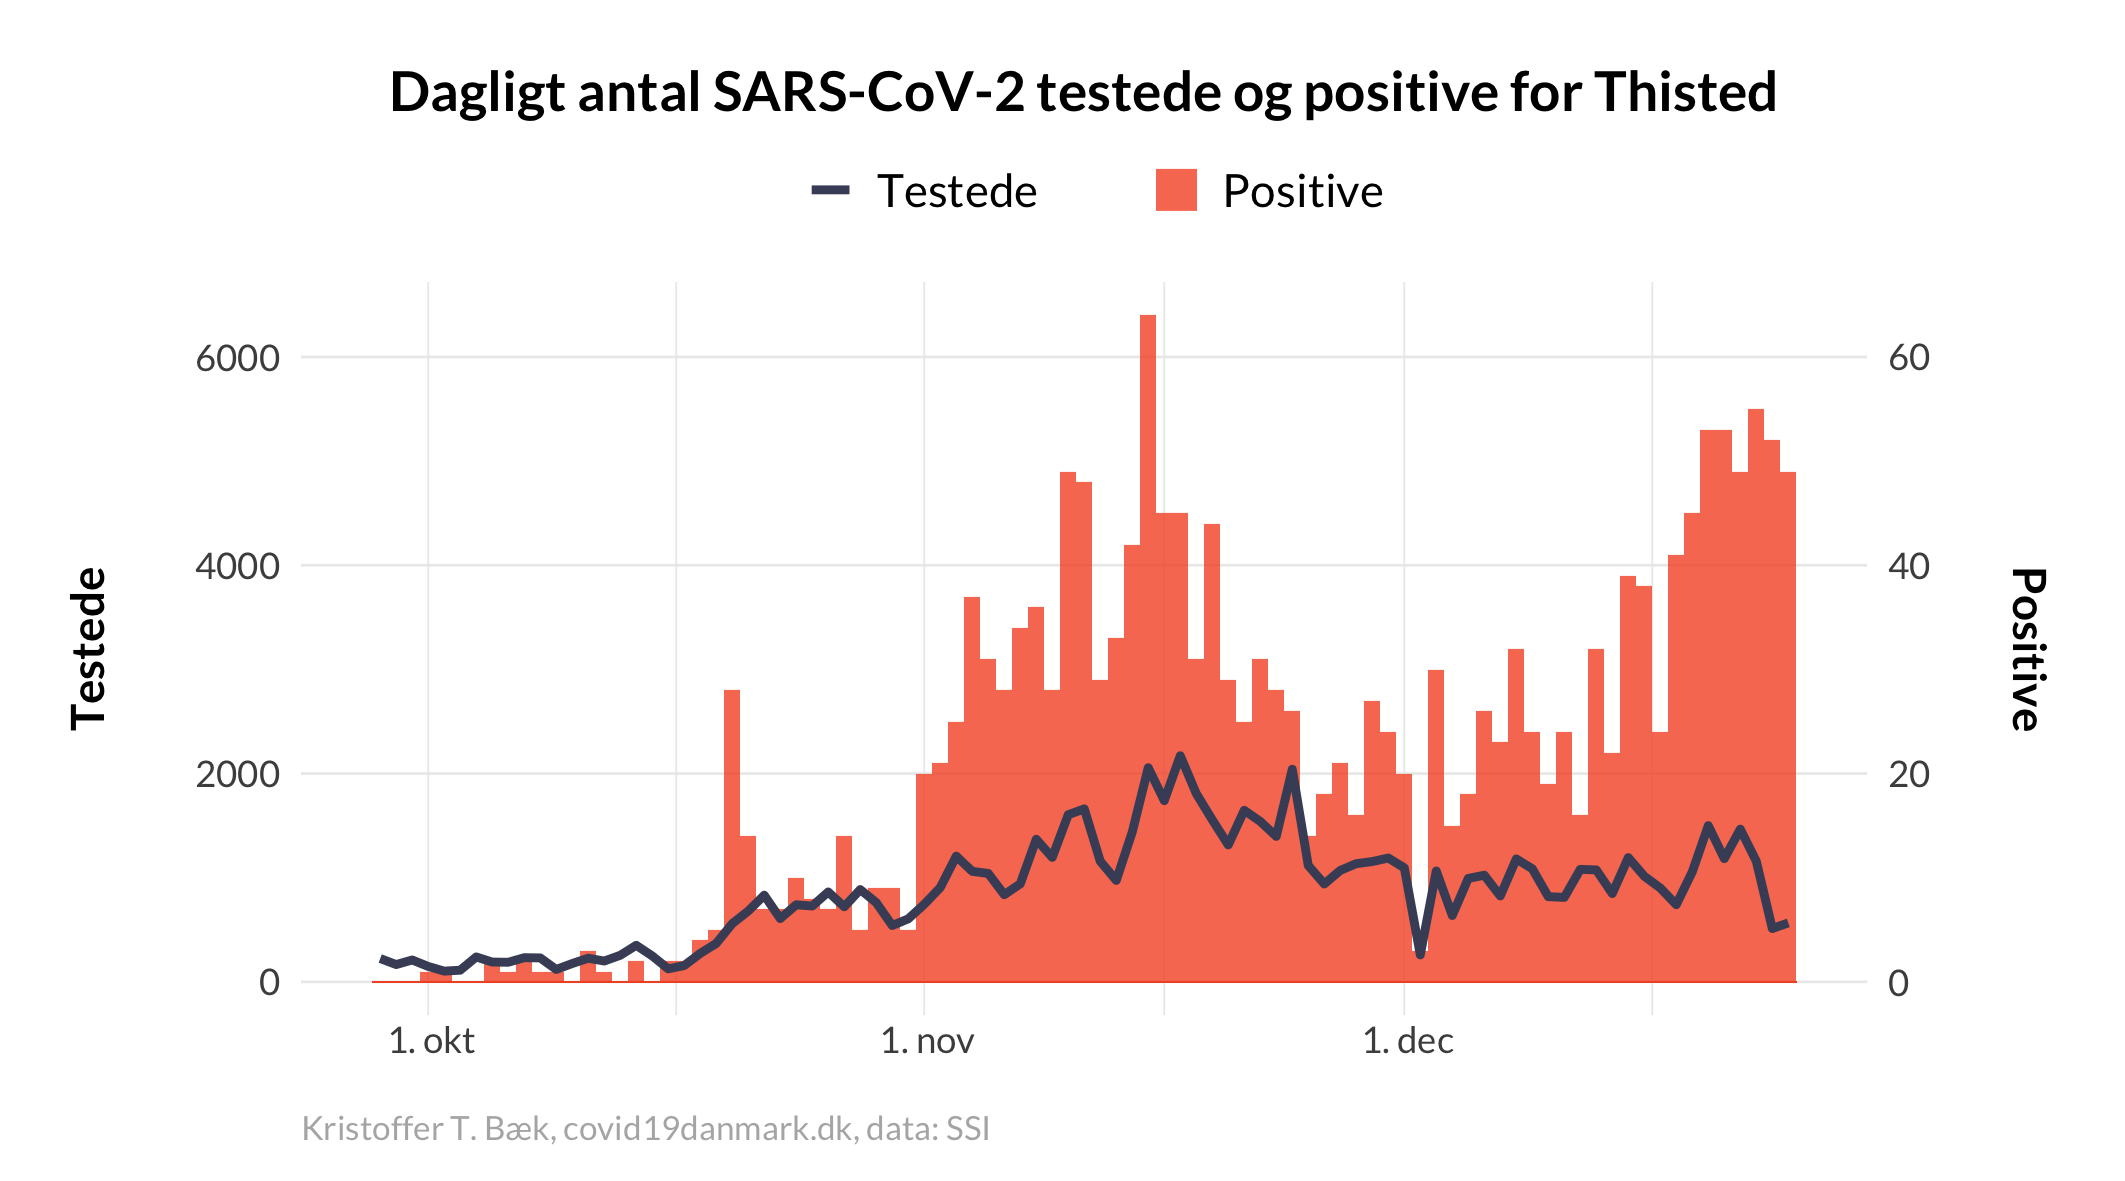 Dagligt antal SARS-CoV-2 testede og positive for Thisted
Testede
Positive
6000
4000
2000
0
60
40
20
0
Testede
Positive
1. okt
1. nov
1. dec
Kristoffer T. Bæk, covid19danmark.dk, data: SSI